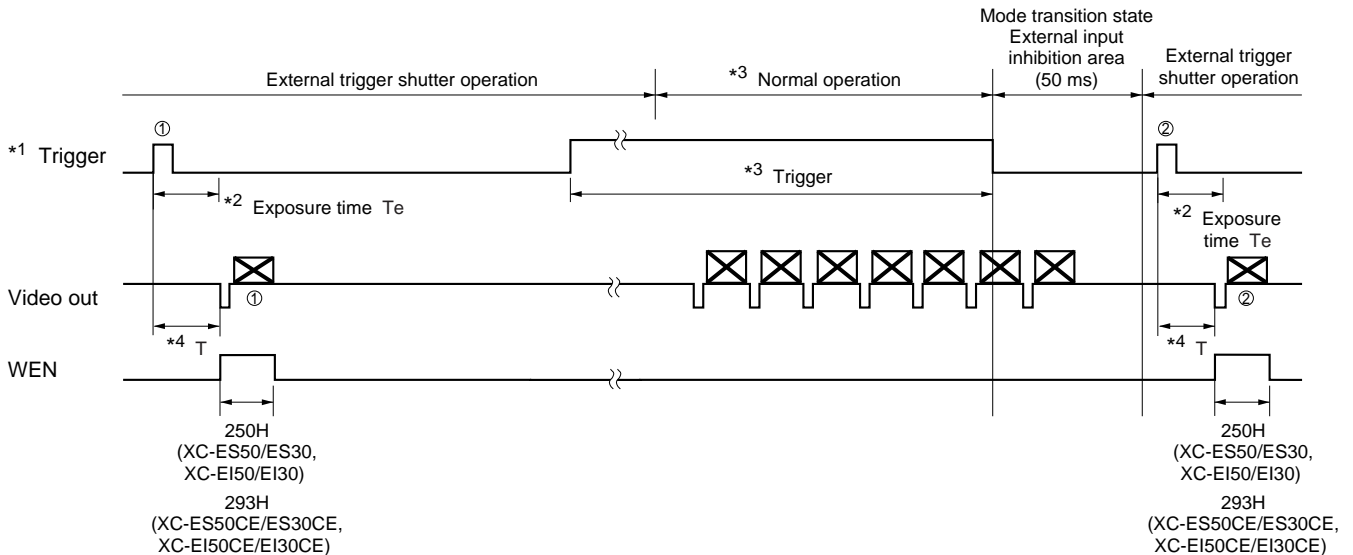 Mode transition state
External input
inhibition area
(50 ms)
External trigger
shutter operation
External trigger shutter operation
*3 Normal operation
*1 Trigger
①
②
*3 Trigger
*2 Exposure time Te
*2 Exposure
time Te
Video out
①
②
*4 T
*4 T
WEN
250H
(XC-ES50/ES30,
XC-EI50/EI30)
293H
(XC-ES50CE/ES30CE,
XC-EI50CE/EI30CE)
250H
(XC-ES50/ES30,
XC-EI50/EI30)
293H
(XC-ES50CE/ES30CE,
XC-EI50CE/EI30CE)